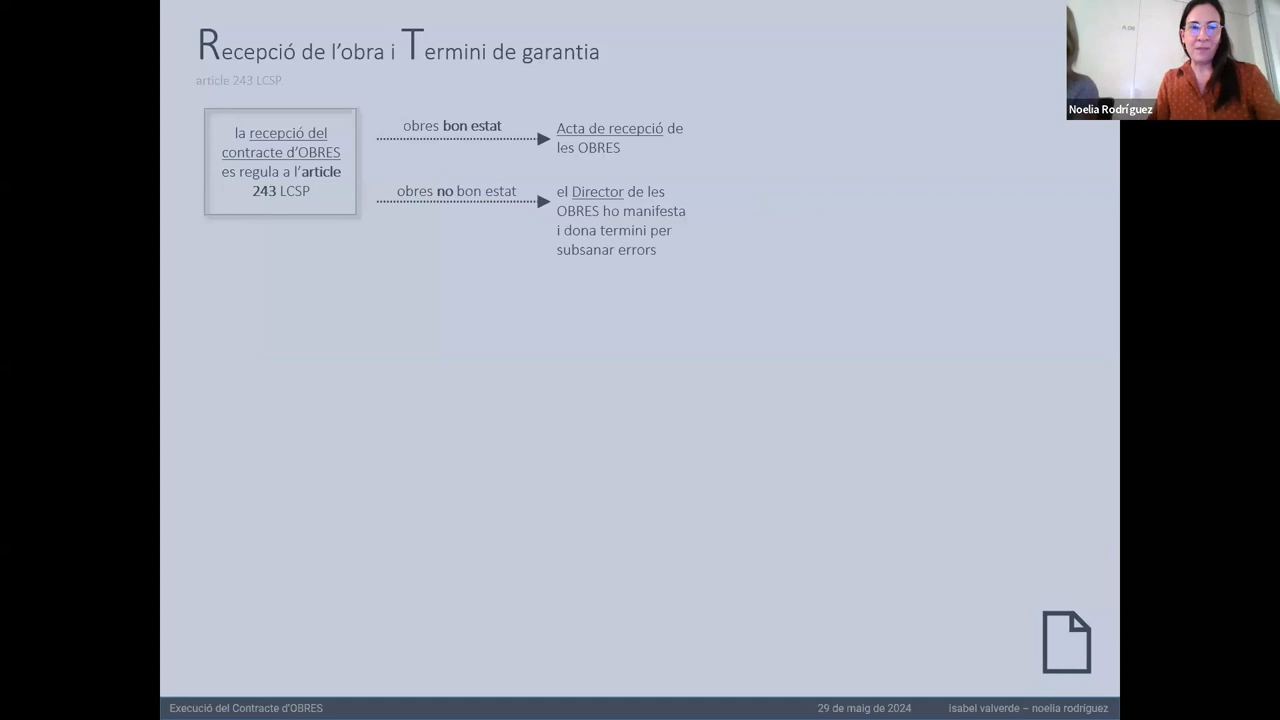 Recepció de l’obra i Termini de garantia
article 243 LCSP
la recepció del
contracte d’OBRES
es regula a l’article
243 LCSP
obres bon estat
Acta de recepció de
les OBRES
obres no bon estat
el Director de les
OBRES ho manifesta
i dona termini per
subsanar errors
Noelia Rodríguez
Execució del Contracte d’OBRES
29 de maig de 2024
isabel valverde – noelia rodríguez